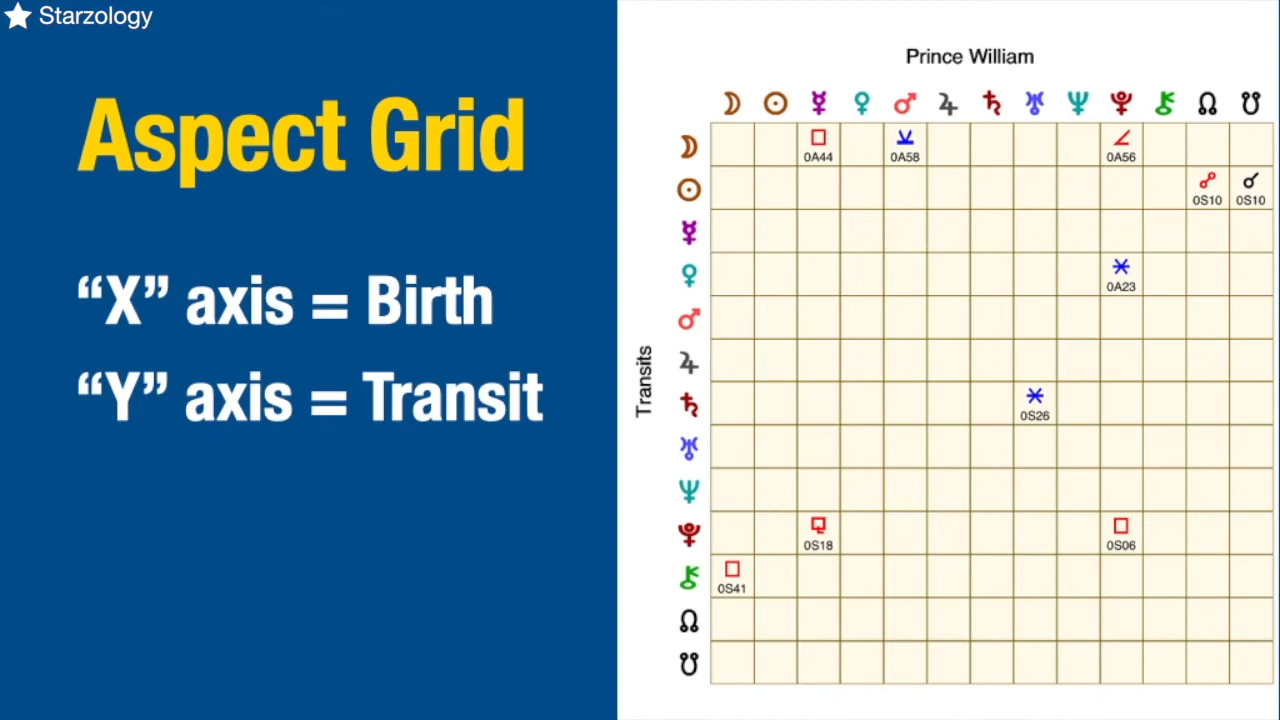 Starzology
Aspect Grid
“X” axis = Birth
“Y” axis = Transit
Prince William
☽ ☉ ☿ ♀ ♂ ♃ ♄ ♅ ♆ ♇ ⚷ ☊ ☋
Transits
☽ □ 0A44 ⚻ 0A58 ∠ 0A56
☉ ☍ 0S10 ☌ 0S10
☿
♀ ⚹ 0A23
♂
♃
♄ ⚹ 0S26
♅
♆
♇ ⚼ 0S18 □ 0S06
⚷ □ 0S41
☊
☋